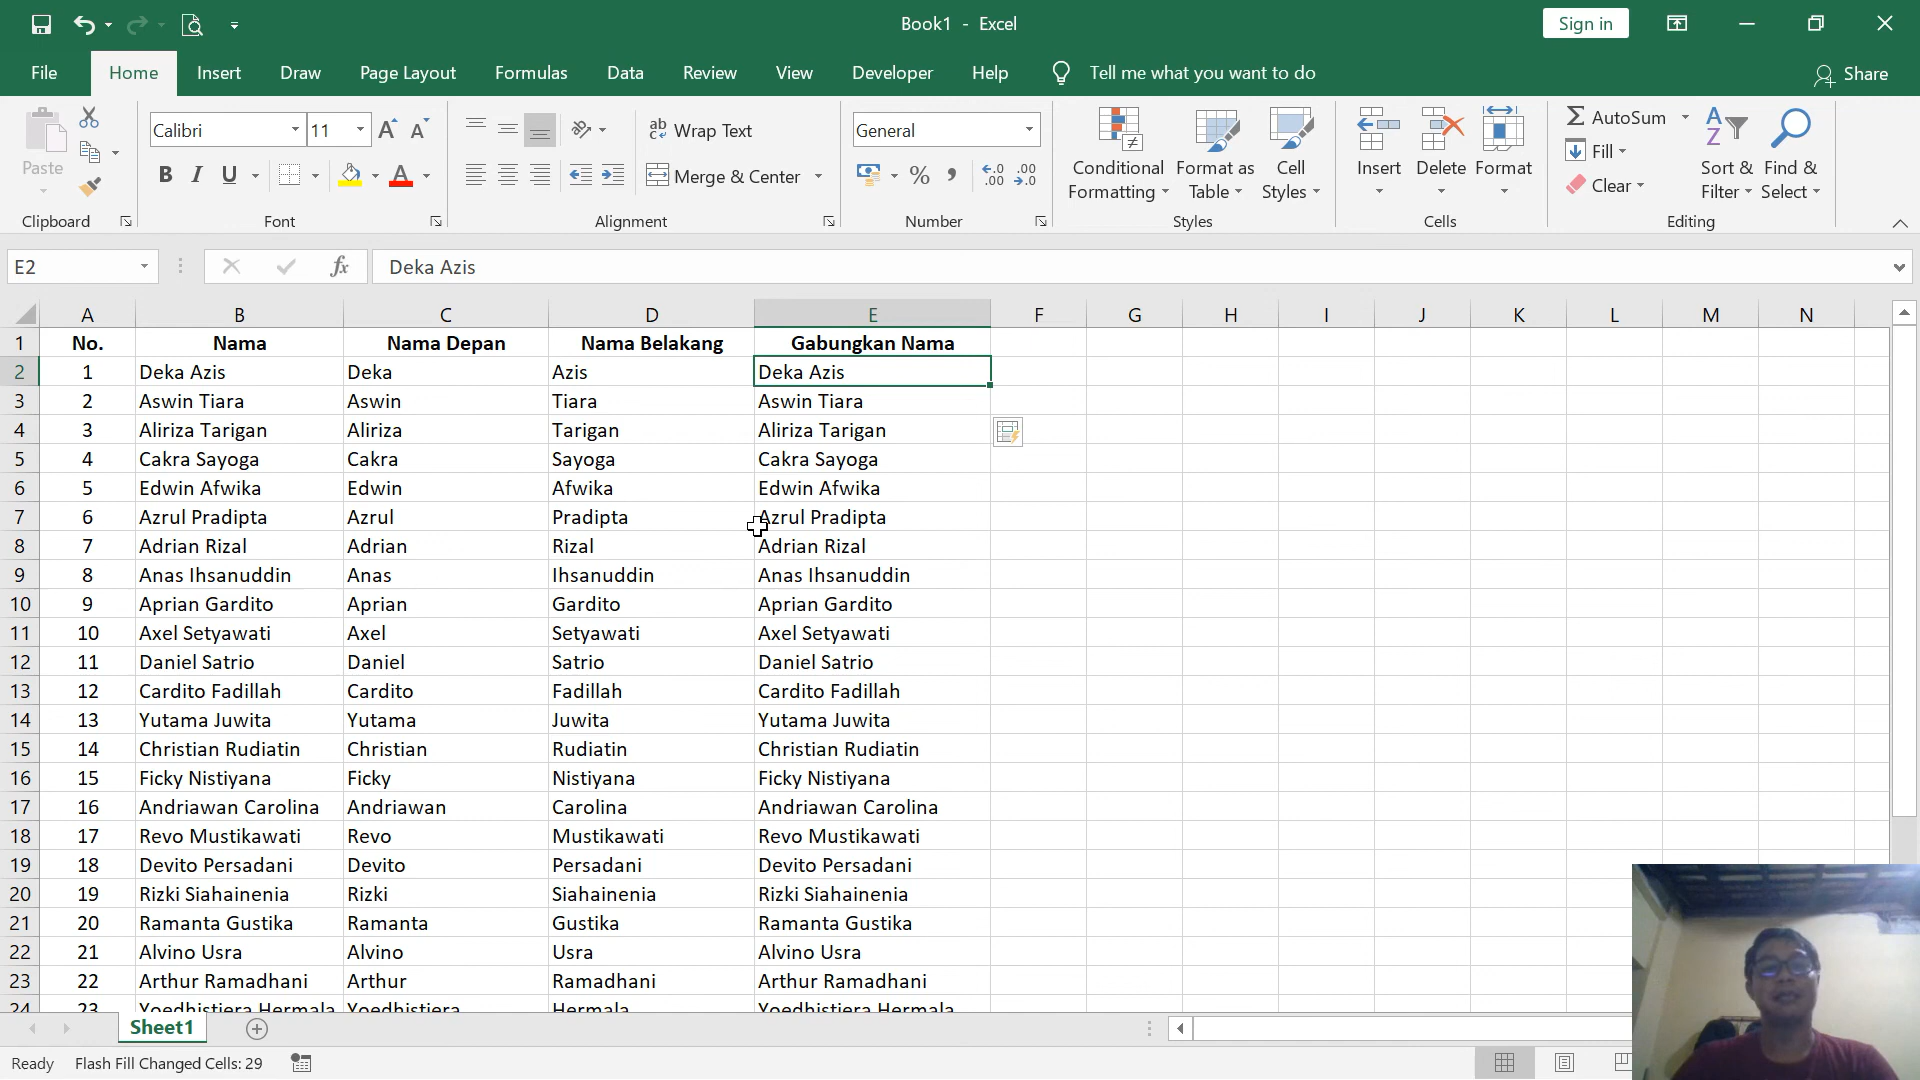 Book1 - Excel
Sign in
File Home Insert Draw Page Layout Formulas Data Review View Developer Help Tell me what you want to do Share
Paste
Calibri 11
Wrap Text
General
Conditional Formatting
Format as Table
Cell Styles
Insert
Delete
Format
AutoSum
Fill
Clear
Sort & Filter
Find & Select
B I U
Merge & Center
Clipboard Font Alignment Number Styles Cells Editing
E2 fx Deka Azis
A B C D E F G H I J K L M N
1 No. Nama Nama Depan Nama Belakang Gabungkan Nama
2 1 Deka Azis Deka Azis Deka Azis
3 2 Aswin Tiara Aswin Tiara Aswin Tiara
4 3 Aliriza Tarigan Aliriza Tarigan Aliriza Tarigan
5 4 Cakra Sayoga Cakra Sayoga Cakra Sayoga
6 5 Edwin Afwika Edwin Afwika Edwin Afwika
7 6 Azrul Pradipta Azrul Pradipta Azrul Pradipta
8 7 Adrian Rizal Adrian Rizal Adrian Rizal
9 8 Anas Ihsanuddin Anas Ihsanuddin Anas Ihsanuddin
10 9 Aprian Gardito Aprian Gardito Aprian Gardito
11 10 Axel Setyawati Axel Setyawati Axel Setyawati
12 11 Daniel Satrio Daniel Satrio Daniel Satrio
13 12 Cardito Fadillah Cardito Fadillah Cardito Fadillah
14 13 Yutama Juwita Yutama Juwita Yutama Juwita
15 14 Christian Rudiatin Christian Rudiatin Christian Rudiatin
16 15 Ficky Nistiyana Ficky Nistiyana Ficky Nistiyana
17 16 Andriawan Carolina Andriawan Carolina Andriawan Carolina
18 17 Revo Mustikawati Revo Mustikawati Revo Mustikawati
19 18 Devito Persadani Devito Persadani Devito Persadani
20 19 Rizki Siahainenia Rizki Siahainenia Rizki Siahainenia
21 20 Ramanta Gustika Ramanta Gustika Ramanta Gustika
22 21 Alvino Usra Alvino Usra Alvino Usra
23 22 Arthur Ramadhani Arthur Ramadhani Arthur Ramadhani
24 23 Yoedhistiera Hermala Yoedhistiera Hermala Yoedhistiera Hermala
Sheet1
Ready Flash Fill Changed Cells: 29